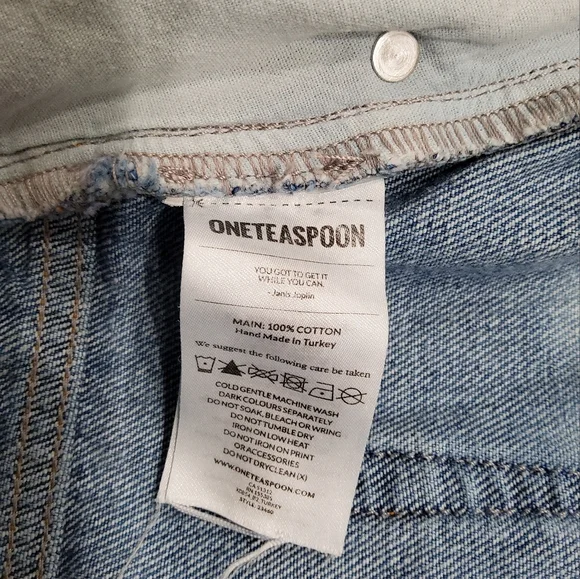 ONETEASPOON
YOU GOT TO GET IT
WHILE YOU CAN.
-Janis Joplin
MAIN: 100% COTTON
Hand Made in Turkey
We suggest the following care be taken
COLD GENTLE MACHINE WASH
DARK COLOURS SEPARATELY
DO NOT SOAK, BLEACH OR WRING
DO NOT TUMBLE DRY
IRON ON LOW HEAT
DO NOT IRON ON PRINT
OR ACCESSORIES
DO NOT DRYCLEAN (X)
WWW.ONETEASPOON.COM
TURKEY
STYLE: 23460